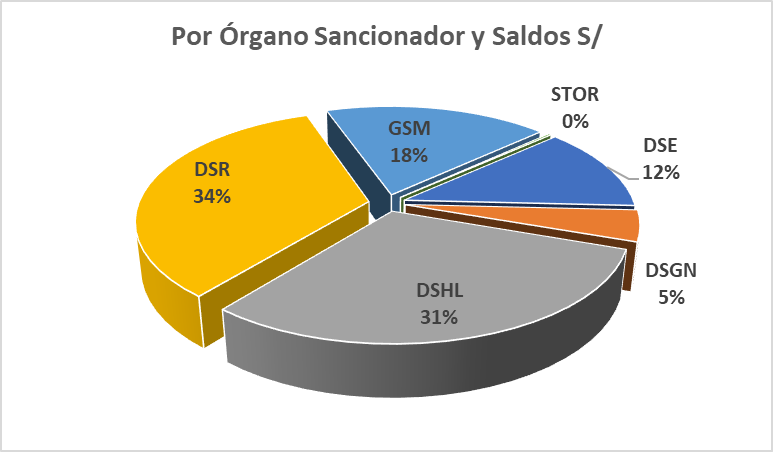 Por Órgano Sancionador y Saldos S/
STOR
0%
GSM
18%
DSE
12%
DSR
34%
DSGN
5%
DSHL
31%